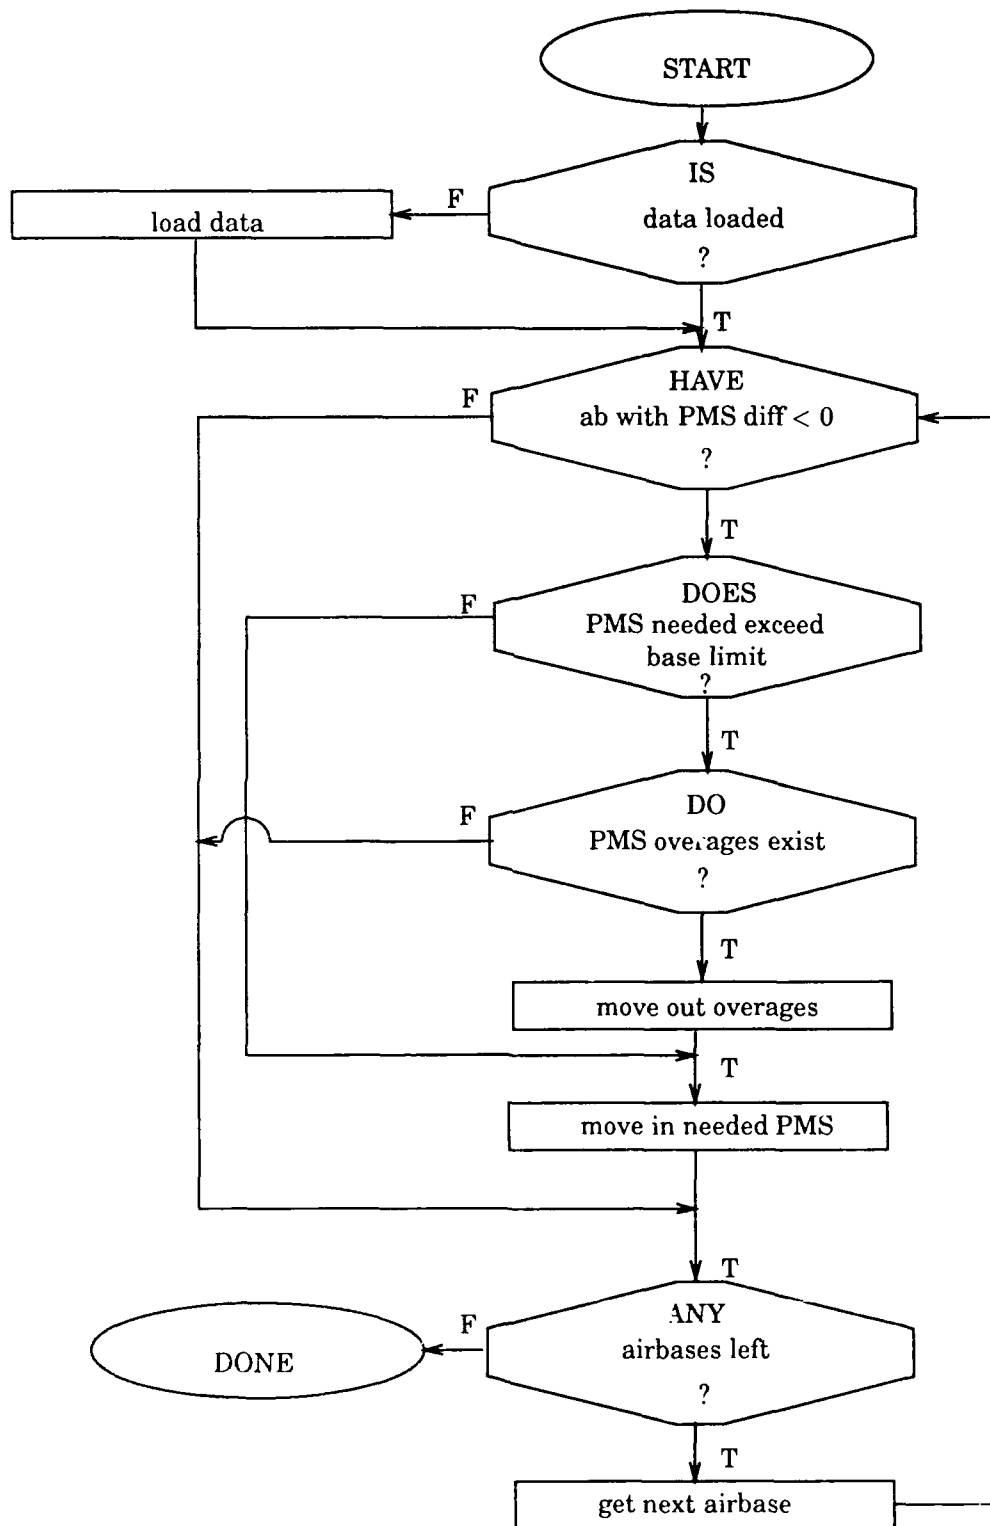 START
IS
data loaded
?
F
load data
T
HAVE
ab with PMS diff < 0
?
F
T
DOES
PMS needed exceed
base limit
?
F
T
DO
PMS overages exist
?
F
T
move out overages
T
move in needed PMS
T
ANY
airbases left
?
F
DONE
T
get next airbase